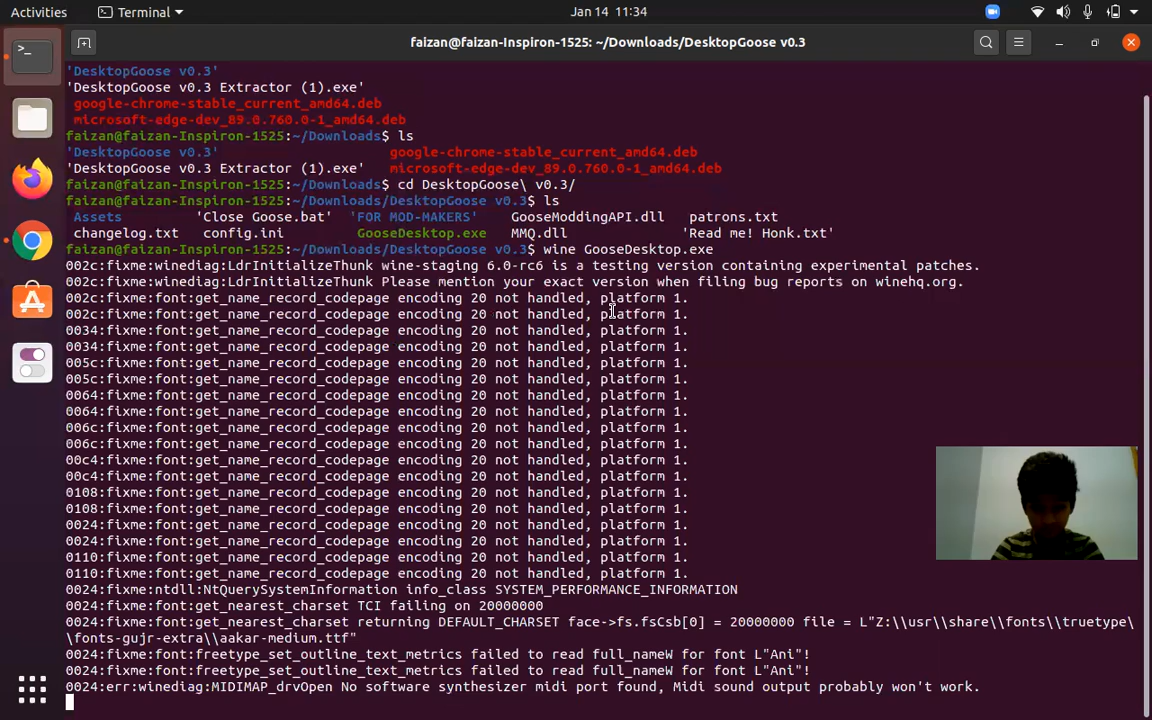 Activities
Terminal
Jan 14 11:34
faizan@faizan-Inspiron-1525: ~/Downloads/DesktopGoose v0.3
'DesktopGoose v0.3'
'DesktopGoose v0.3 Extractor (1).exe'
google-chrome-stable_current_amd64.deb
microsoft-edge-dev_89.0.760.0-1_amd64.deb
faizan@faizan-Inspiron-1525:~/Downloads$ ls
'DesktopGoose v0.3' google-chrome-stable_current_amd64.deb
'DesktopGoose v0.3 Extractor (1).exe' microsoft-edge-dev_89.0.760.0-1_amd64.deb
faizan@faizan-Inspiron-1525:~/Downloads$ cd DesktopGoose\ v0.3/
faizan@faizan-Inspiron-1525:~/Downloads/DesktopGoose v0.3$ ls
Assets 'Close Goose.bat' 'FOR MOD-MAKERS' GooseModdingAPI.dll patrons.txt
changelog.txt config.ini GooseDesktop.exe MMQ.dll 'Read me! Honk.txt'
faizan@faizan-Inspiron-1525:~/Downloads/DesktopGoose v0.3$ wine GooseDesktop.exe
002c:fixme:winediag:LdrInitializeThunk wine-staging 6.0-rc6 is a testing version containing experimental patches.
002c:fixme:winediag:LdrInitializeThunk Please mention your exact version when filing bug reports on winehq.org.
002c:fixme:font:get_name_record_codepage encoding 20 not handled, platform 1.
002c:fixme:font:get_name_record_codepage encoding 20 not handled, platform 1.
0034:fixme:font:get_name_record_codepage encoding 20 not handled, platform 1.
0034:fixme:font:get_name_record_codepage encoding 20 not handled, platform 1.
005c:fixme:font:get_name_record_codepage encoding 20 not handled, platform 1.
005c:fixme:font:get_name_record_codepage encoding 20 not handled, platform 1.
0064:fixme:font:get_name_record_codepage encoding 20 not handled, platform 1.
0064:fixme:font:get_name_record_codepage encoding 20 not handled, platform 1.
006c:fixme:font:get_name_record_codepage encoding 20 not handled, platform 1.
006c:fixme:font:get_name_record_codepage encoding 20 not handled, platform 1.
00c4:fixme:font:get_name_record_codepage encoding 20 not handled, platform 1.
00c4:fixme:font:get_name_record_codepage encoding 20 not handled, platform 1.
0108:fixme:font:get_name_record_codepage encoding 20 not handled, platform 1.
0108:fixme:font:get_name_record_codepage encoding 20 not handled, platform 1.
0024:fixme:font:get_name_record_codepage encoding 20 not handled, platform 1.
0024:fixme:font:get_name_record_codepage encoding 20 not handled, platform 1.
0110:fixme:font:get_name_record_codepage encoding 20 not handled, platform 1.
0110:fixme:font:get_name_record_codepage encoding 20 not handled, platform 1.
0024:fixme:ntdll:NtQuerySystemInformation info_class SYSTEM_PERFORMANCE_INFORMATION
0024:fixme:font:get_nearest_charset TCI failing on 20000000
0024:fixme:font:get_nearest_charset returning DEFAULT_CHARSET face->fs.fsCsb[0] = 20000000 file = L"Z:\\usr\\share\\fonts\\truetype\
\fonts-gujr-extra\\aakar-medium.ttf"
0024:fixme:font:freetype_set_outline_text_metrics failed to read full_nameW for font L"Ani"!
0024:fixme:font:freetype_set_outline_text_metrics failed to read full_nameW for font L"Ani"!
0024:err:winediag:MIDIMAP_drvOpen No software synthesizer midi port found, Midi sound output probably won't work.